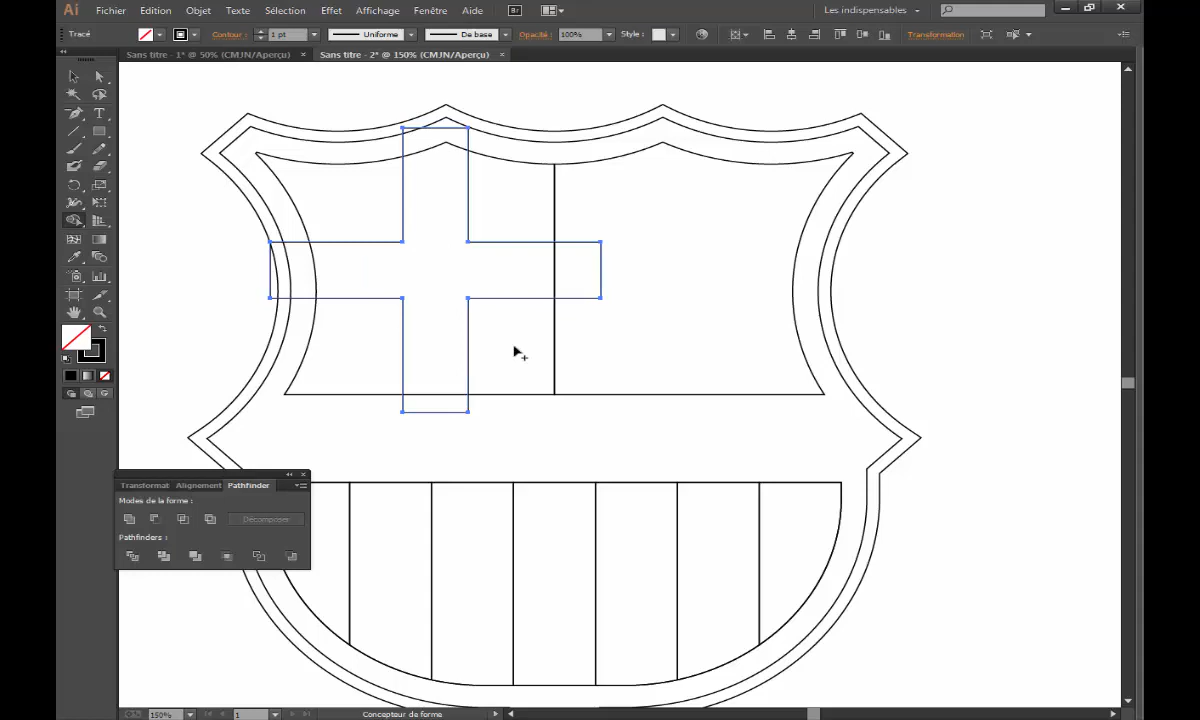 Ai Fichier Edition Objet Texte Sélection Effet Affichage Fenêtre Aide Br Les indispensables
Tracé Contour : 1 pt Uniforme De base Opacité : 100% Style : Transformation
Sans titre - 1* @ 50% (CMJN/Aperçu) × Sans titre - 2* @ 150% (CMJN/Aperçu) ×
T
Transformat Alignement Pathfinder
Modes de la forme :
Décomposer
Pathfinders :
150% 1 Concepteur de forme